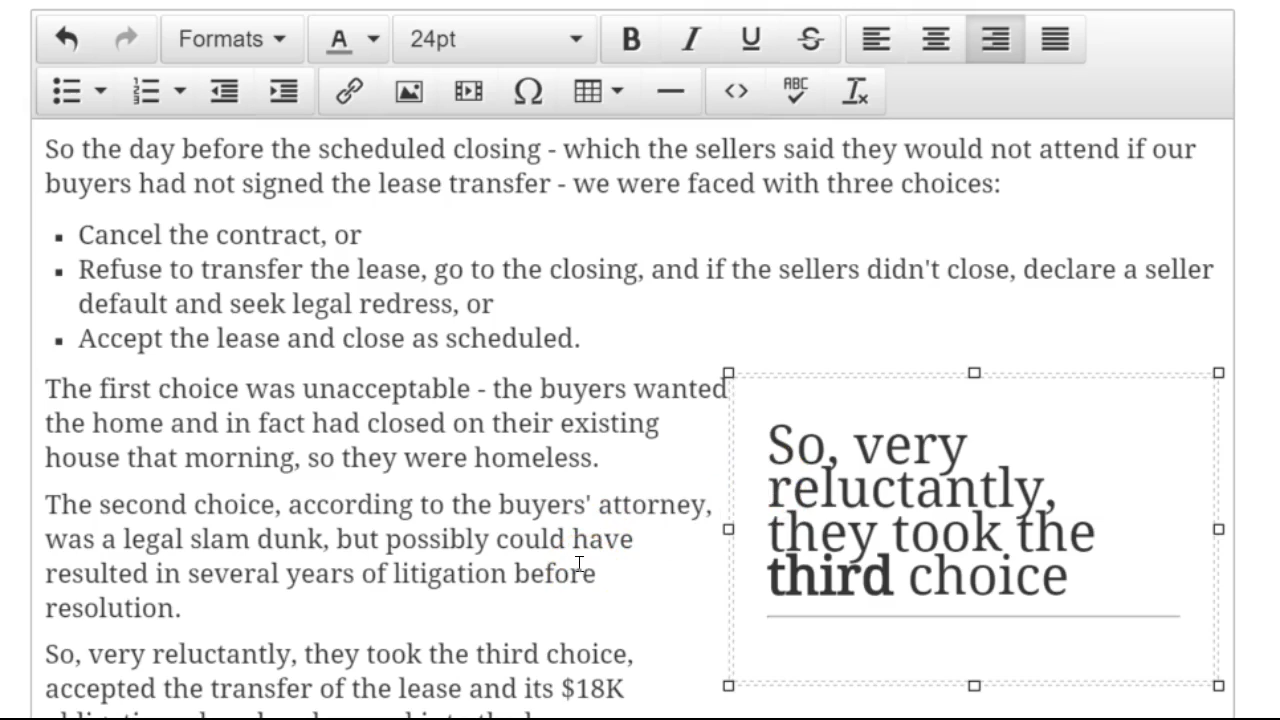 Formats
A
24pt
B
I
U
S
Ω
<>
ABC
Ix
So the day before the scheduled closing - which the sellers said they would not attend if our
buyers had not signed the lease transfer - we were faced with three choices:
Cancel the contract, or
Refuse to transfer the lease, go to the closing, and if the sellers didn't close, declare a seller
default and seek legal redress, or
Accept the lease and close as scheduled.
The first choice was unacceptable - the buyers wanted
the home and in fact had closed on their existing
house that morning, so they were homeless.
The second choice, according to the buyers' attorney,
was a legal slam dunk, but possibly could have
resulted in several years of litigation before
resolution.
So, very reluctantly, they took the third choice,
accepted the transfer of the lease and its $18K
So, very
reluctantly,
they took the
third choice